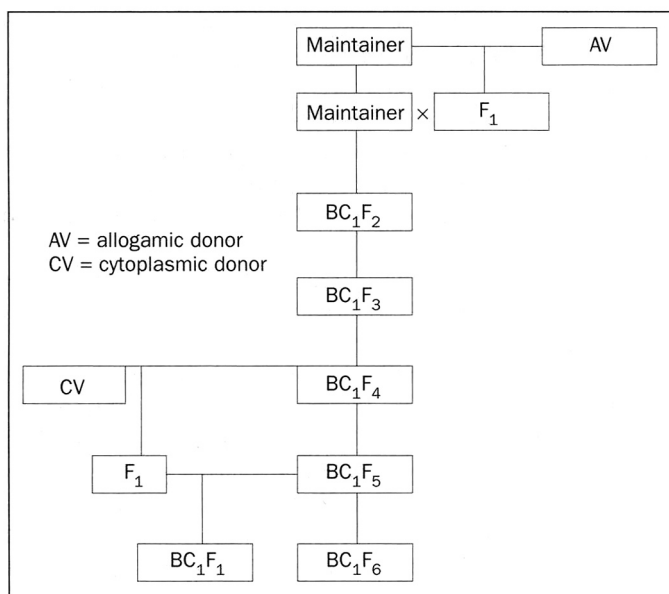 Maintainer AV
Maintainer × F₁
BC₁F₂
AV = allogamic donor
CV = cytoplasmic donor
BC₁F₃
CV BC₁F₄
F₁ BC₁F₅
BC₁F₁ BC₁F₆